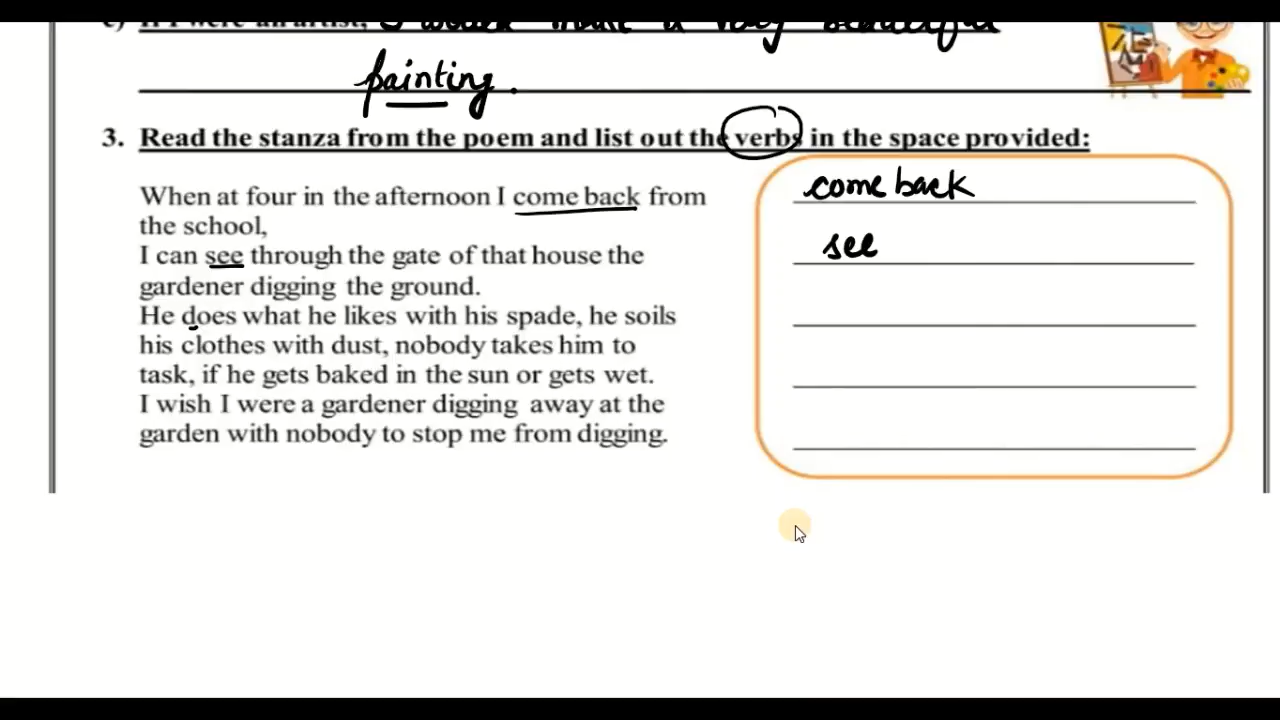 painting.
3. Read the stanza from the poem and list out the verbs in the space provided:
When at four in the afternoon I come back from
the school,
I can see through the gate of that house the
gardener digging the ground.
He does what he likes with his spade, he soils
his clothes with dust, nobody takes him to
task, if he gets baked in the sun or gets wet.
I wish I were a gardener digging away at the
garden with nobody to stop me from digging.
come back
see